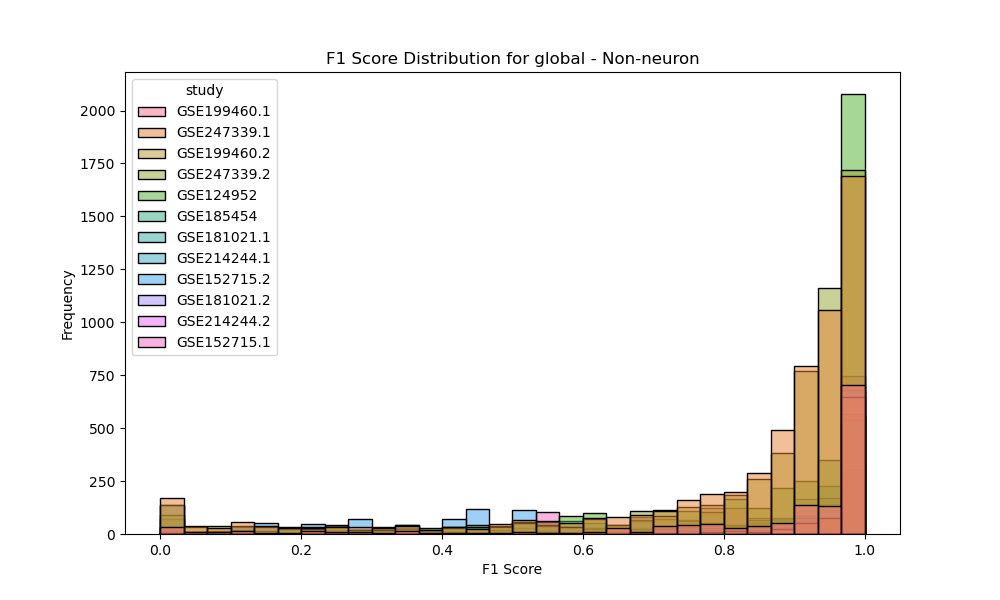 F1 Score Distribution for global - Non-neuron
study
GSE199460.1
GSE247339.1
GSE199460.2
GSE247339.2
GSE124952
GSE185454
GSE181021.1
GSE214244.1
GSE152715.2
GSE181021.2
GSE214244.2
GSE152715.1
Frequency
2000
1750
1500
1250
1000
750
500
250
0
0.0
0.2
0.4
0.6
0.8
1.0
F1 Score